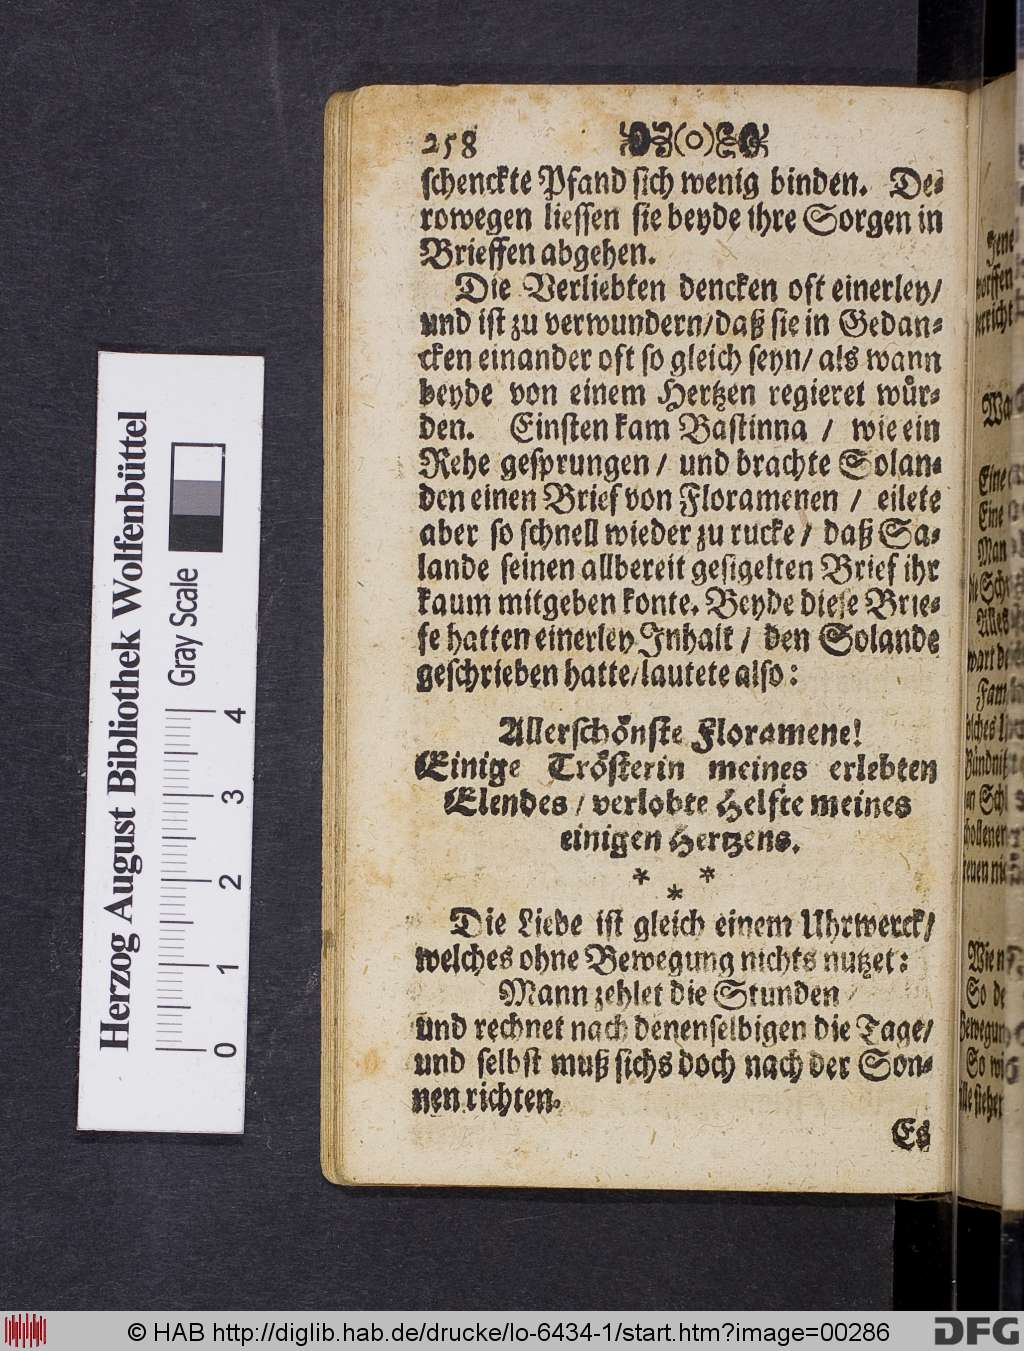 258 (o)
schenckte Pfand sich wenig binden. De-
rowegen liessen sie beyde ihre Sorgen in
Brieffen abgehen.
Die Verliebten dencken oft einerley/
und ist zu verwundern/daß sie in Gedan-
cken einander oft so gleich seyn/ als wann
beyde von einem Hertzen regieret wuͤr-
den. Einsten kam Bastinna / wie ein
Rehe gesprungen / und brachte Solan-
den einen Brief von Floramenen / eilete
aber so schnell wieder zu rucke / daß Sa-
lande seinen allbereit gesigelten Brief ihr
kaum mitgeben konte. Beyde diese Brie-
fe hatten einerley Inhalt / den Solande
geschrieben hatte/lautete also:
Allerschoͤnste Floramene!
Einige Troͤsterin meines erlebten
Elendes / verlobte Helfte meines
einigen Hertzens.
* * *
Die Liebe ist gleich einem Uhrwerck/
welches ohne Bewegung nichts nutzet:
Mann zehlet die Stunden /
und rechnet nach denenselbigen die Tage/
und selbst muß sichs doch nach der Son-
nen richten.
Es
Herzog August Bibliothek Wolfenbüttel
Gray Scale
0 1 2 3 4
© HAB http://diglib.hab.de/drucke/lo-6434-1/start.htm?image=00286
DFG